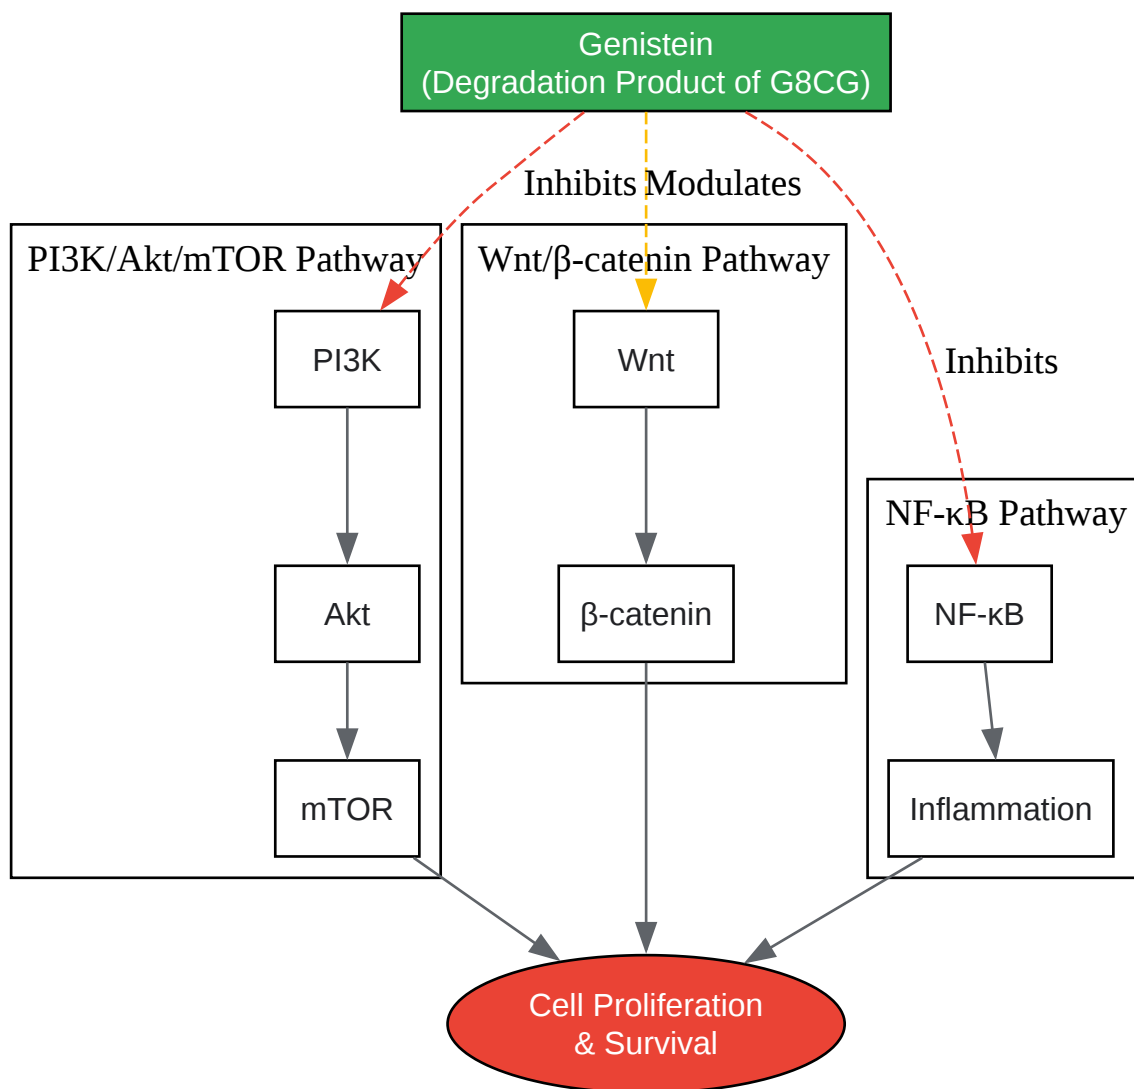 Genistein
(Degradation Product of G8CG)
Inhibits
Modulates
PI3K/Akt/mTOR Pathway
Wnt/β-catenin Pathway
PI3K
Wnt
Inhibits
NF-κB Pathway
Akt
β-catenin
NF-κB
mTOR
Inflammation
Cell Proliferation
& Survival